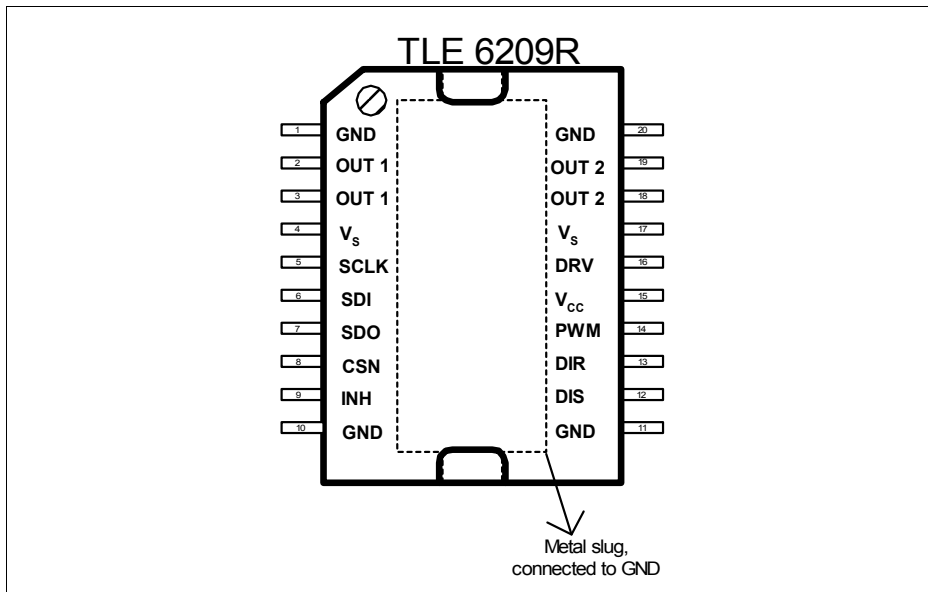 TLE 6209R
1 GND
2 OUT 1
3 OUT 1
4 VS
5 SCLK
6 SDI
7 SDO
8 CSN
9 INH
10 GND
GND 20
OUT 2 19
OUT 2 18
VS 17
DRV 16
VCC 15
PWM 14
DIR 13
DIS 12
GND 11
Metal slug,
connected to GND